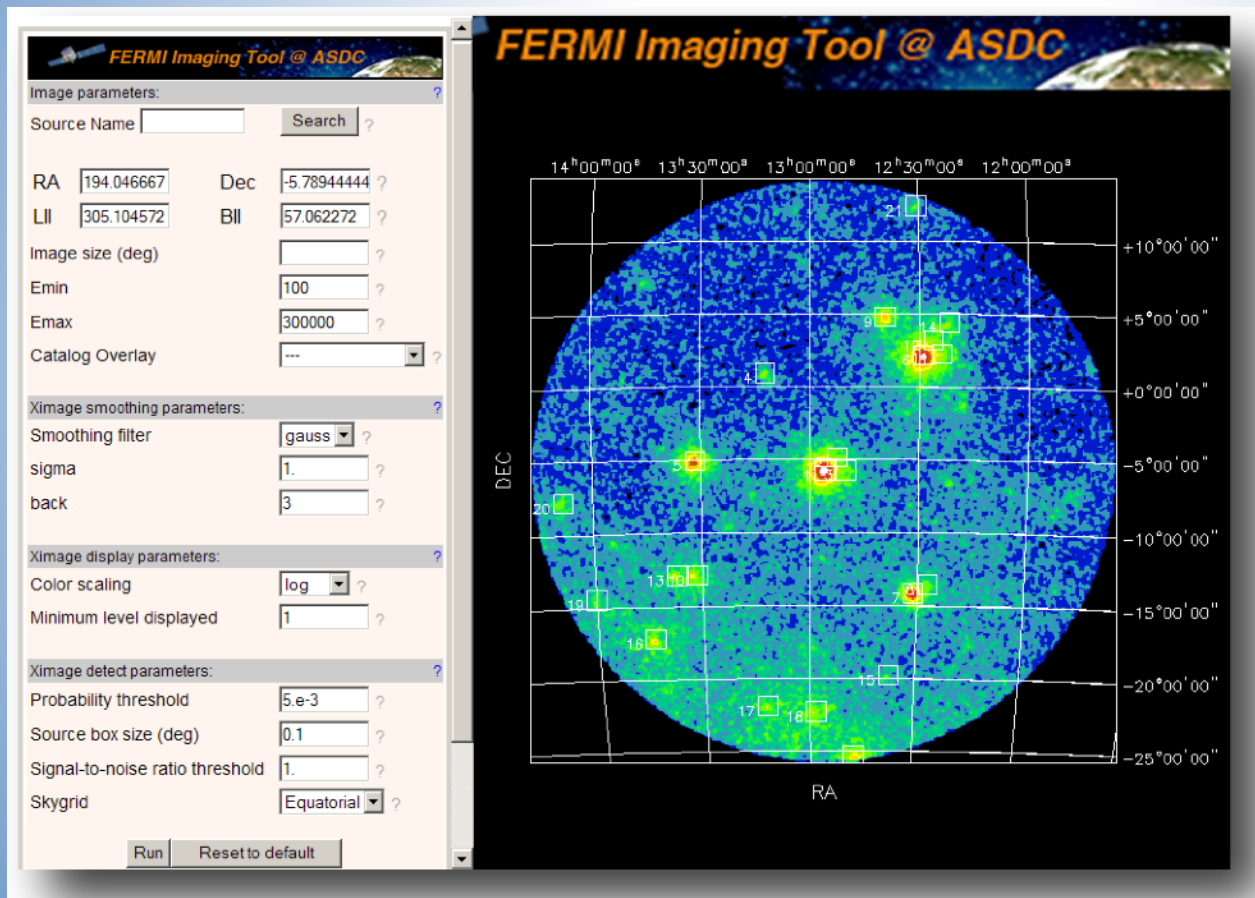 FERMI Imaging Tool @ ASDC
Image parameters: ?
Source Name Search ?
RA 194.046667 Dec -5.78944444 ?
LII 305.104572 BII 57.062272 ?
Image size (deg) ?
Emin 100 ?
Emax 300000 ?
Catalog Overlay --- ?
Ximage smoothing parameters: ?
Smoothing filter gauss ?
sigma 1. ?
back 3 ?
Ximage display parameters: ?
Color scaling log ?
Minimum level displayed 1 ?
Ximage detect parameters: ?
Probability threshold 5.e-3 ?
Source box size (deg) 0.1 ?
Signal-to-noise ratio threshold 1. ?
Skygrid Equatorial ?
Run Reset to default
FERMI Imaging Tool @ ASDC
14ʰ00ᵐ00ˢ 13ʰ30ᵐ00ˢ 13ʰ00ᵐ00ˢ 12ʰ30ᵐ00ˢ 12ʰ00ᵐ00ˢ
21
+10°00'00"
+5°00'00"
9
14
4
+0°00'00"
DEC
5
-5°00'00"
20
-10°00'00"
13
10
7
19
-15°00'00"
16
15
-20°00'00"
17
18
-25°00'00"
RA